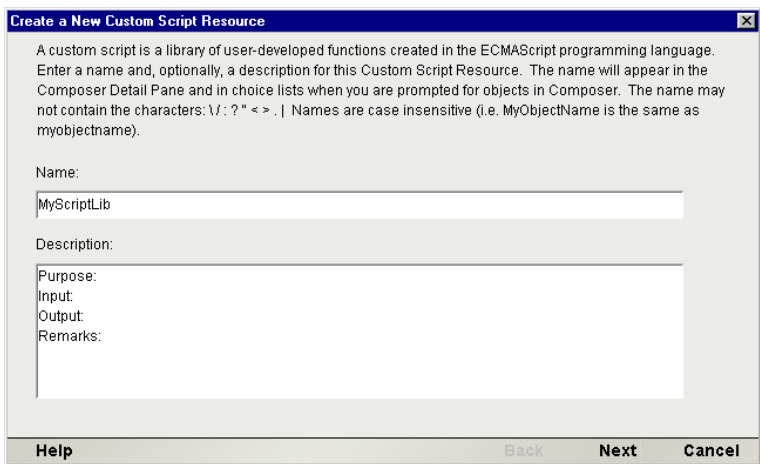 Create a New Custom Script Resource
A custom script is a library of user-developed functions created in the ECMAScript programming language.
Enter a name and, optionally, a description for this Custom Script Resource.  The name will appear in the
Composer Detail Pane and in choice lists when you are prompted for objects in Composer.  The name may
not contain the characters: \ / : ? " < > . |  Names are case insensitive (i.e. MyObjectName is the same as
myobjectname).
Name:
MyScriptLib
Description:
Purpose:
Input:
Output:
Remarks:
Help Back Next Cancel